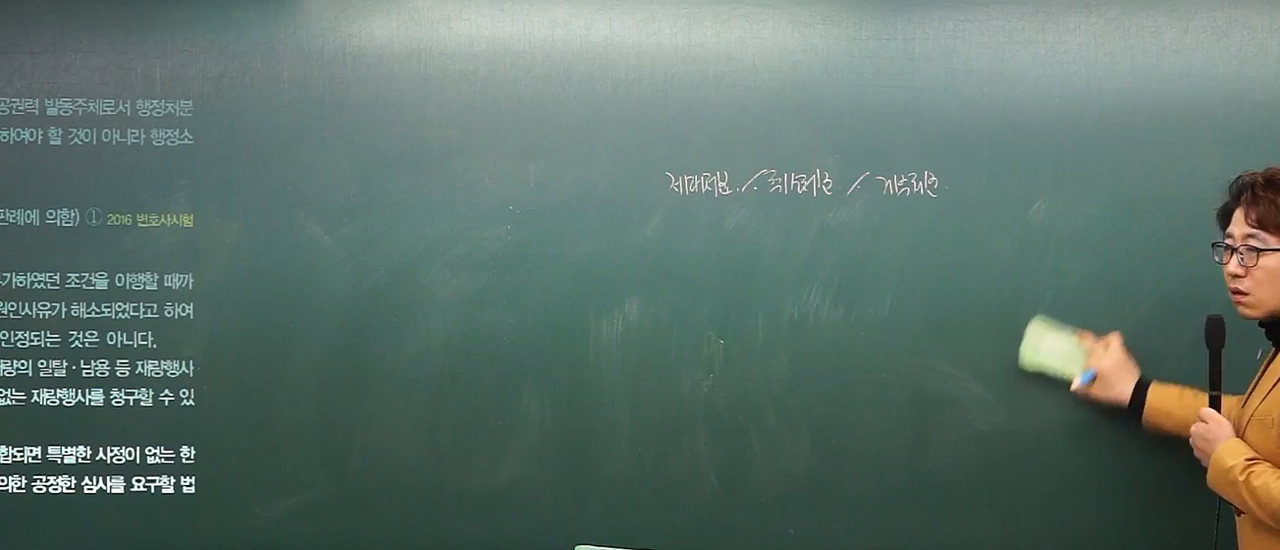 공권력 발동주체로서 행정처분
하여야 할 것이 아니라 행정소
판례에 의함) ① 2016 변호사시험
가하였던 조건을 이행할 때까
원인사유가 해소되었다고 하여
인정되는 것은 아니다.
량의 일탈·남용 등 재량행사
없는 재량행사를 청구할 수 있
합되면 특별한 사정이 없는 한
의한 공정한 심사를 요구할 법